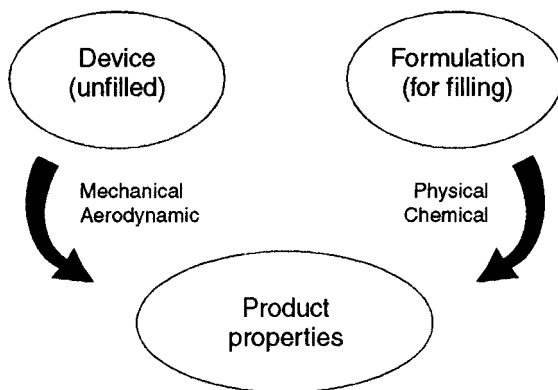 Device
(unfilled)
Formulation
(for filling)
Mechanical
Aerodynamic
Physical
Chemical
Product
properties